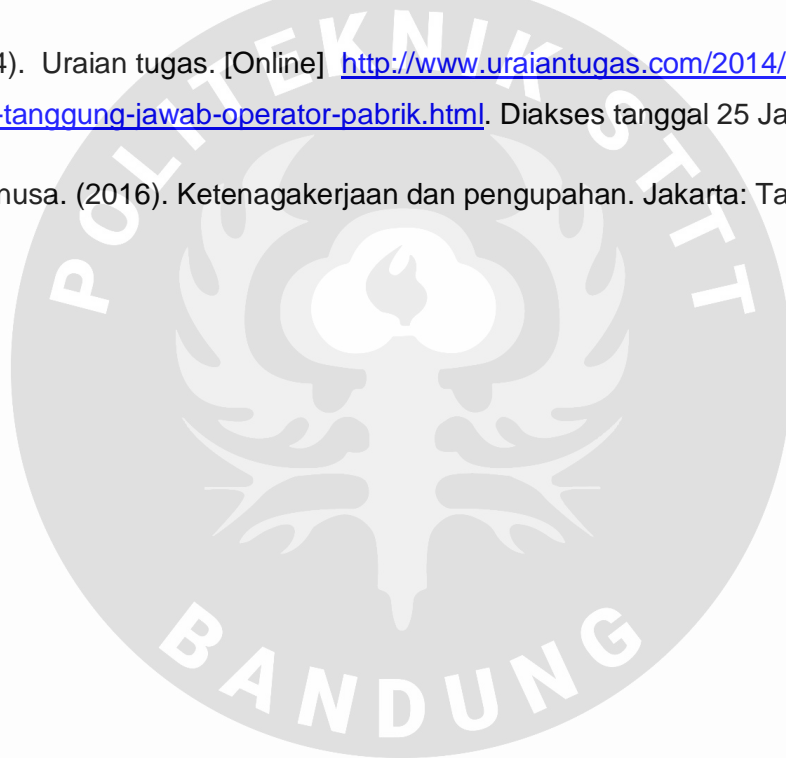 4). Uraian tugas. [Online] http://www.uraiantugas.com/2014/
-tanggung-jawab-operator-pabrik.html. Diakses tanggal 25 Ja
nusa. (2016). Ketenagakerjaan dan pengupahan. Jakarta: Ta
POLITEKNIK STTT
BANDUNG